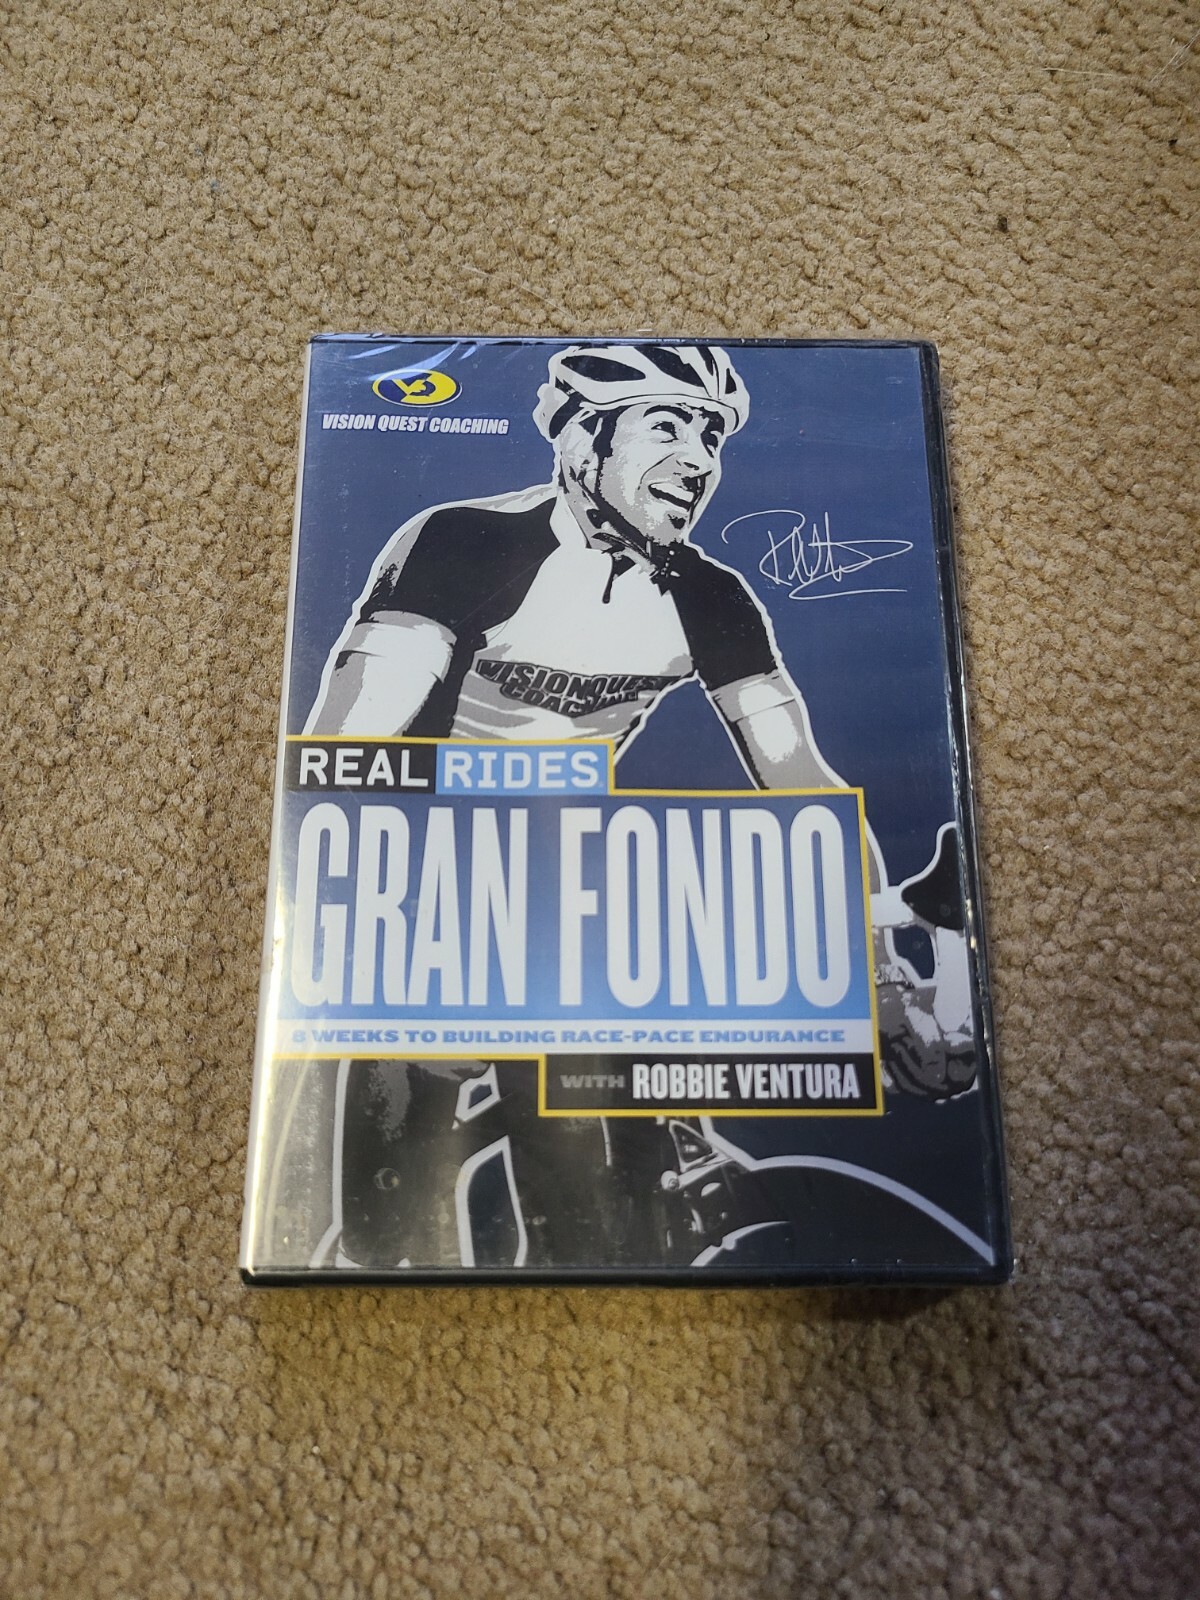 VISION QUEST COACHING
VISIONQUEST
COACHING
REAL RIDES
GRAN FONDO
8 WEEKS TO BUILDING RACE-PACE ENDURANCE
WITH ROBBIE VENTURA